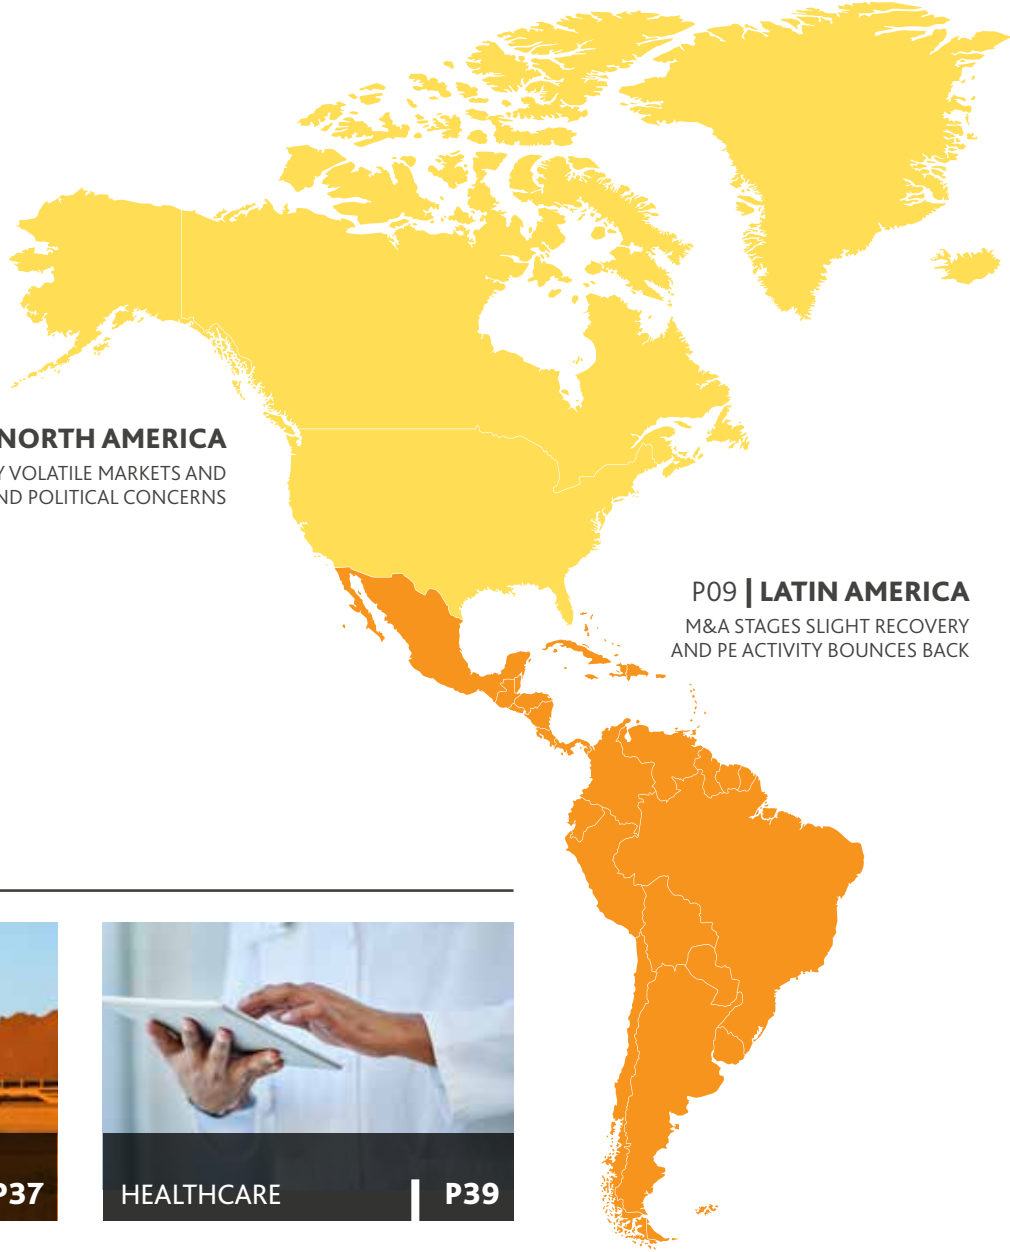 NORTH AMERICA
VOLATILE MARKETS AND
POLITICAL CONCERNS
P09 | LATIN AMERICA
M&A STAGES SLIGHT RECOVERY
AND PE ACTIVITY BOUNCES BACK
P37
HEALTHCARE | P39